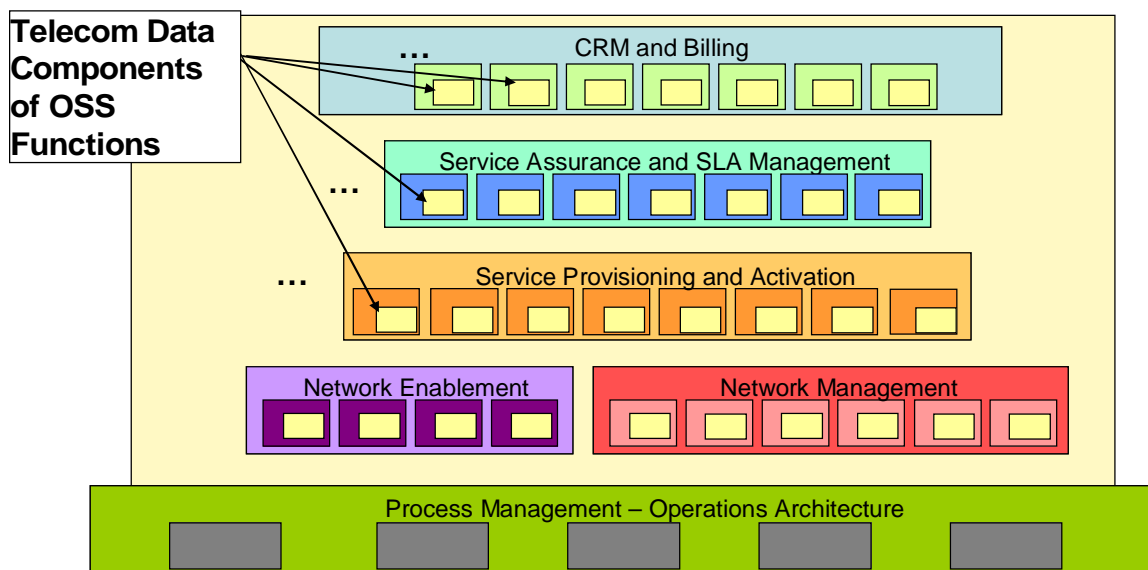 Telecom Data
Components
of OSS
Functions
... CRM and Billing
Service Assurance and SLA Management
...
Service Provisioning and Activation
...
Network Enablement
Network Management
Process Management – Operations Architecture